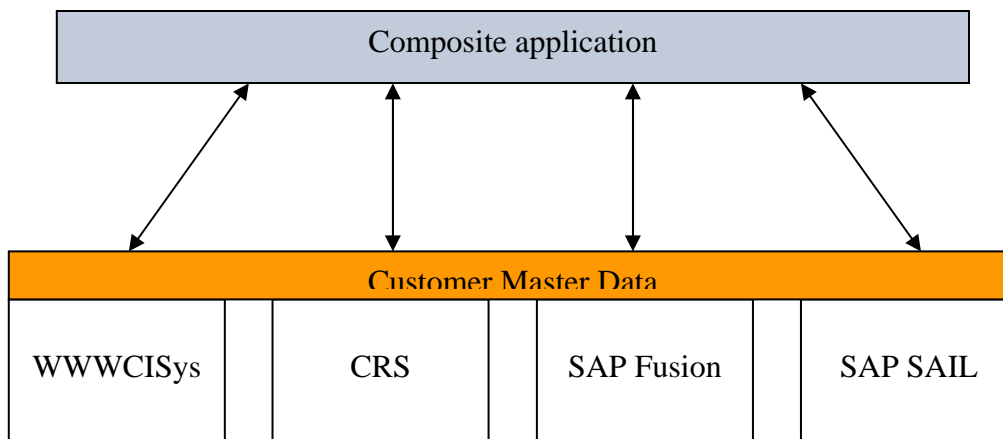 Composite application
Customer Master Data
WWWCISys
CRS
SAP Fusion
SAP SAIL